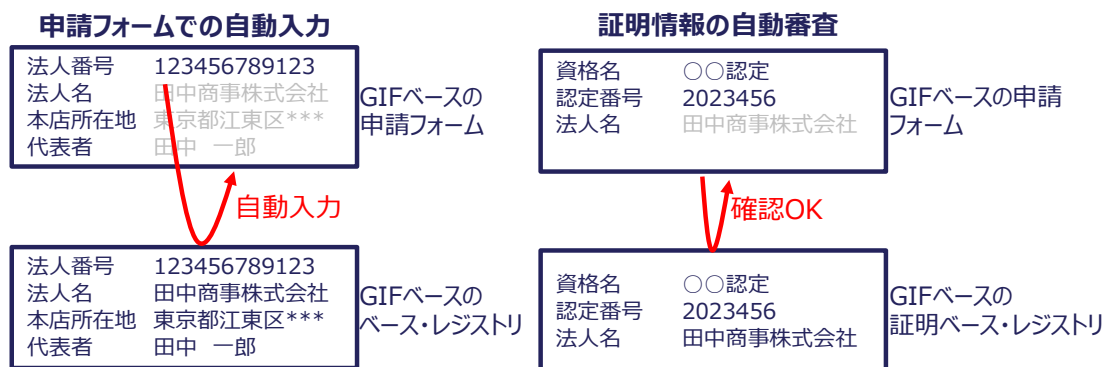 申請フォームでの自動入力
法人番号 123456789123
法人名 田中商事株式会社
本店所在地 東京都江東区***
代表者 田中 一郎
GIFベースの
申請フォーム
自動入力
法人番号 123456789123
法人名 田中商事株式会社
本店所在地 東京都江東区***
代表者 田中 一郎
GIFベースの
ベース・レジストリ
証明情報の自動審査
資格名 〇〇認定
認定番号 2023456
法人名 田中商事株式会社
GIFベースの申請
フォーム
確認OK
資格名 〇〇認定
認定番号 2023456
法人名 田中商事株式会社
GIFベースの
証明ベース・レジストリ